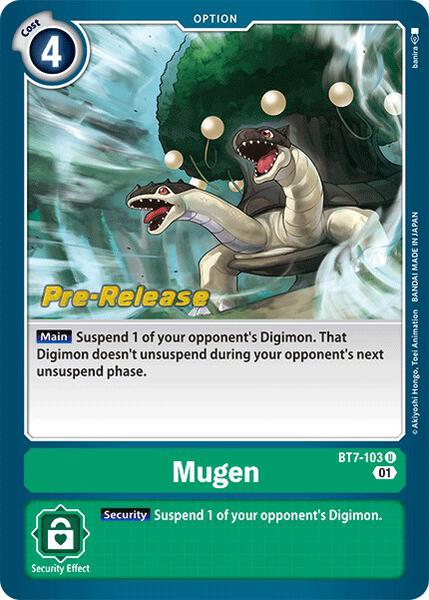 OPTION
Cost
4
banira
Pre-Release
Main Suspend 1 of your opponent's Digimon. That
Digimon doesn't unsuspend during your opponent's next
unsuspend phase.
© Akiyoshi Hongo, Toei Animation BANDAI MADE IN JAPAN
BT7-103 U
Mugen
01
Security Suspend 1 of your opponent's Digimon.
Security Effect